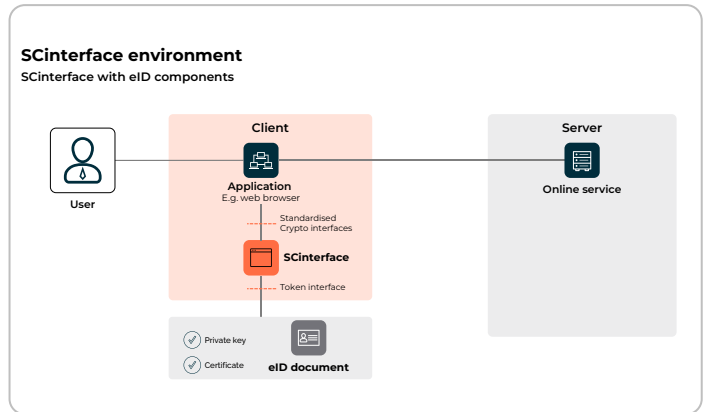 SCinterface environment
SCinterface with eID components
Client
Server
User
Application
E.g. web browser
Online service
Standardised
Crypto interfaces
SCinterface
Token interface
Private key
Certificate
eID document